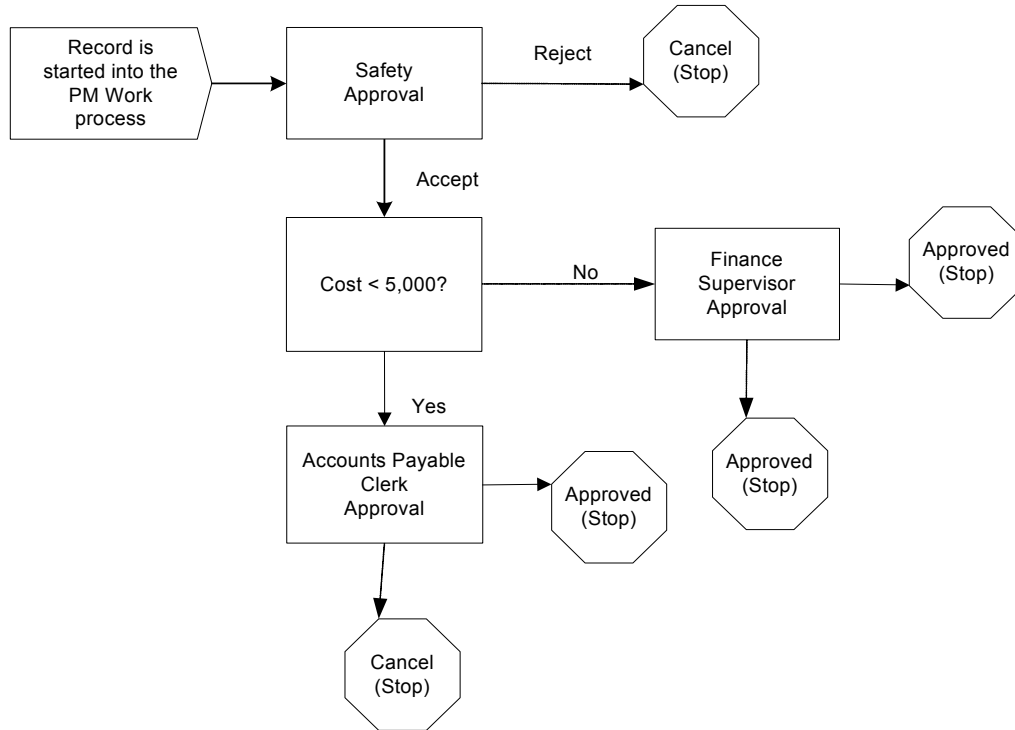 Record is
started into the
PM Work
process
Safety
Approval
Reject
Cancel
(Stop)
Accept
Cost < 5,000?
No
Finance
Supervisor
Approval
Approved
(Stop)
Yes
Accounts Payable
Clerk
Approval
Approved
(Stop)
Approved
(Stop)
Cancel
(Stop)